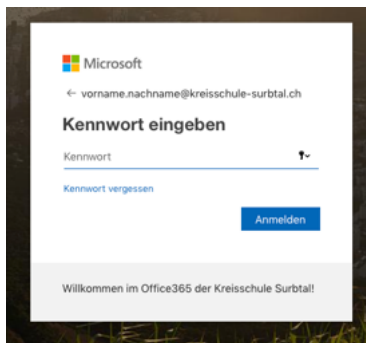 Microsoft
← vorname.nachname@kreisschule-surbtal.ch
Kennwort eingeben
Kennwort
Kennwort vergessen
Anmelden
Willkommen im Office365 der Kreisschule Surbtal!